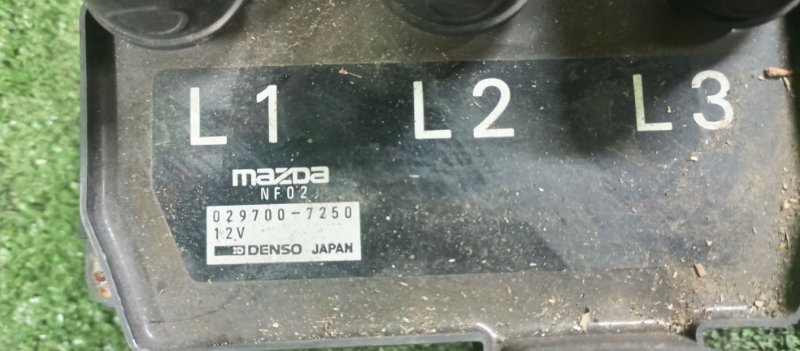 L1 L2 L3
mazDa
NF02
029700-7250
12V
DENSO JAPAN